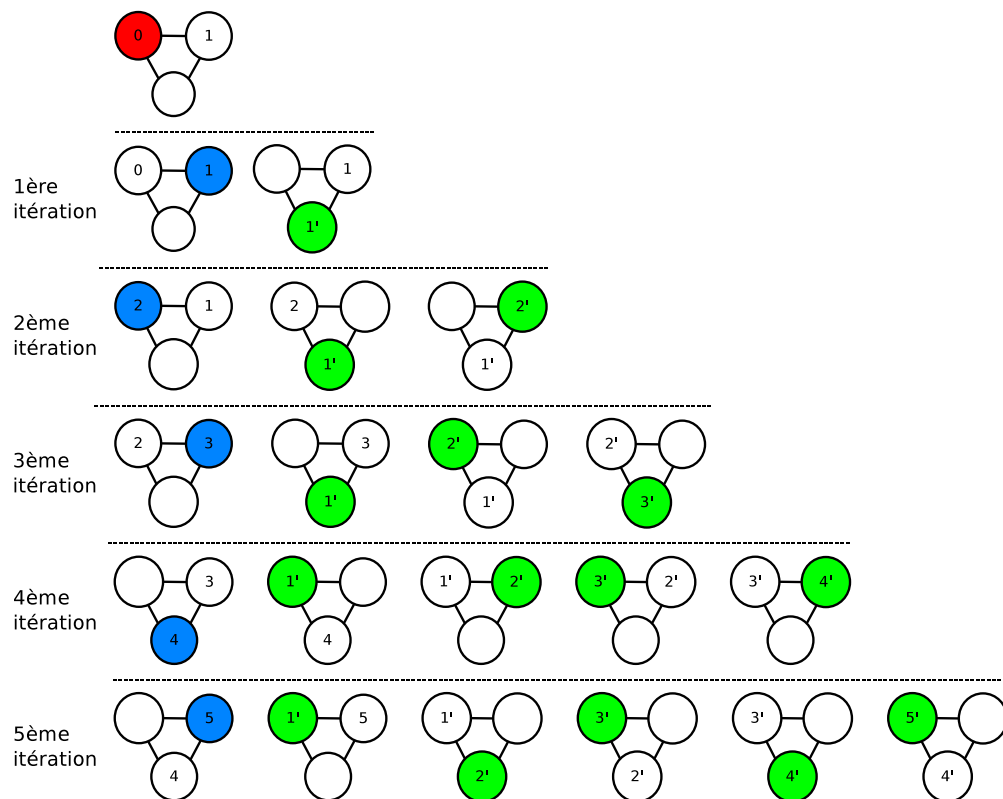 0 1
1ère
itération
0 1 1
1'
2ème
itération
2 1 2 2'
1' 1'
3ème
itération
2 3 3 2' 2'
1' 1' 3'
4ème
itération
3 1' 1' 2' 3' 2' 3' 4'
4 4
5ème
itération
5 1' 5 1' 3' 3' 5'
4 2' 2' 4' 4'